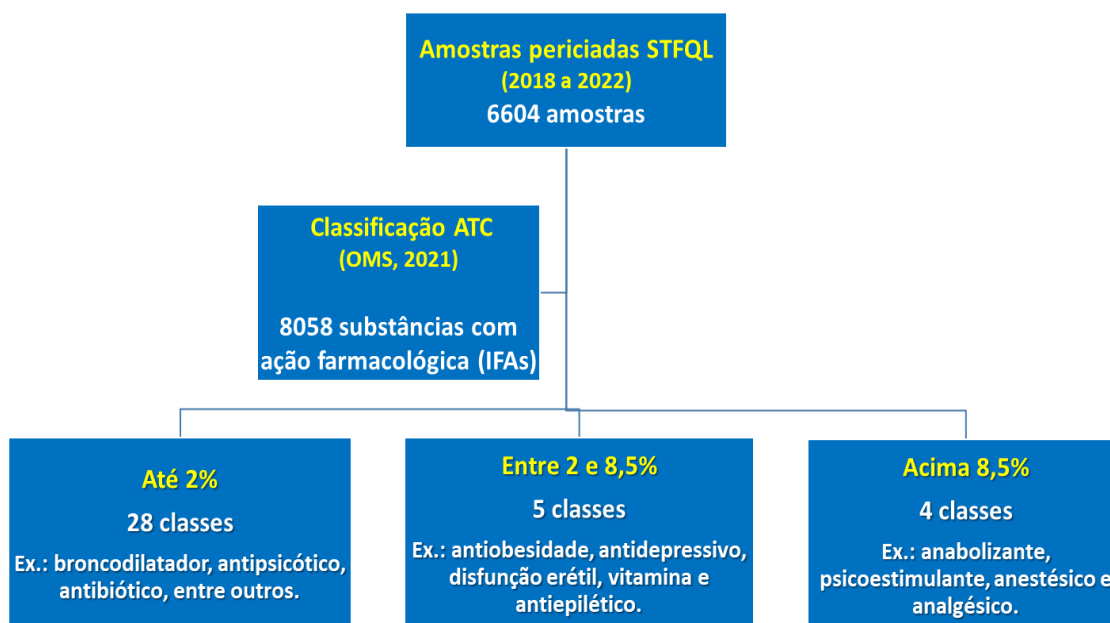 Amostras periciadas STFQL
(2018 a 2022)
6604 amostras
Classificação ATC
(OMS, 2021)
8058 substâncias com
ação farmacológica (IFAs)
Até 2%
28 classes
Ex.: broncodilatador, antipsicótico,
antibiótico, entre outros.
Entre 2 e 8,5%
5 classes
Ex.: antiobesidade, antidepressivo,
disfunção erétil, vitamina e
antiepilético.
Acima 8,5%
4 classes
Ex.: anabolizante,
psicoestimulante, anestésico e
analgésico.